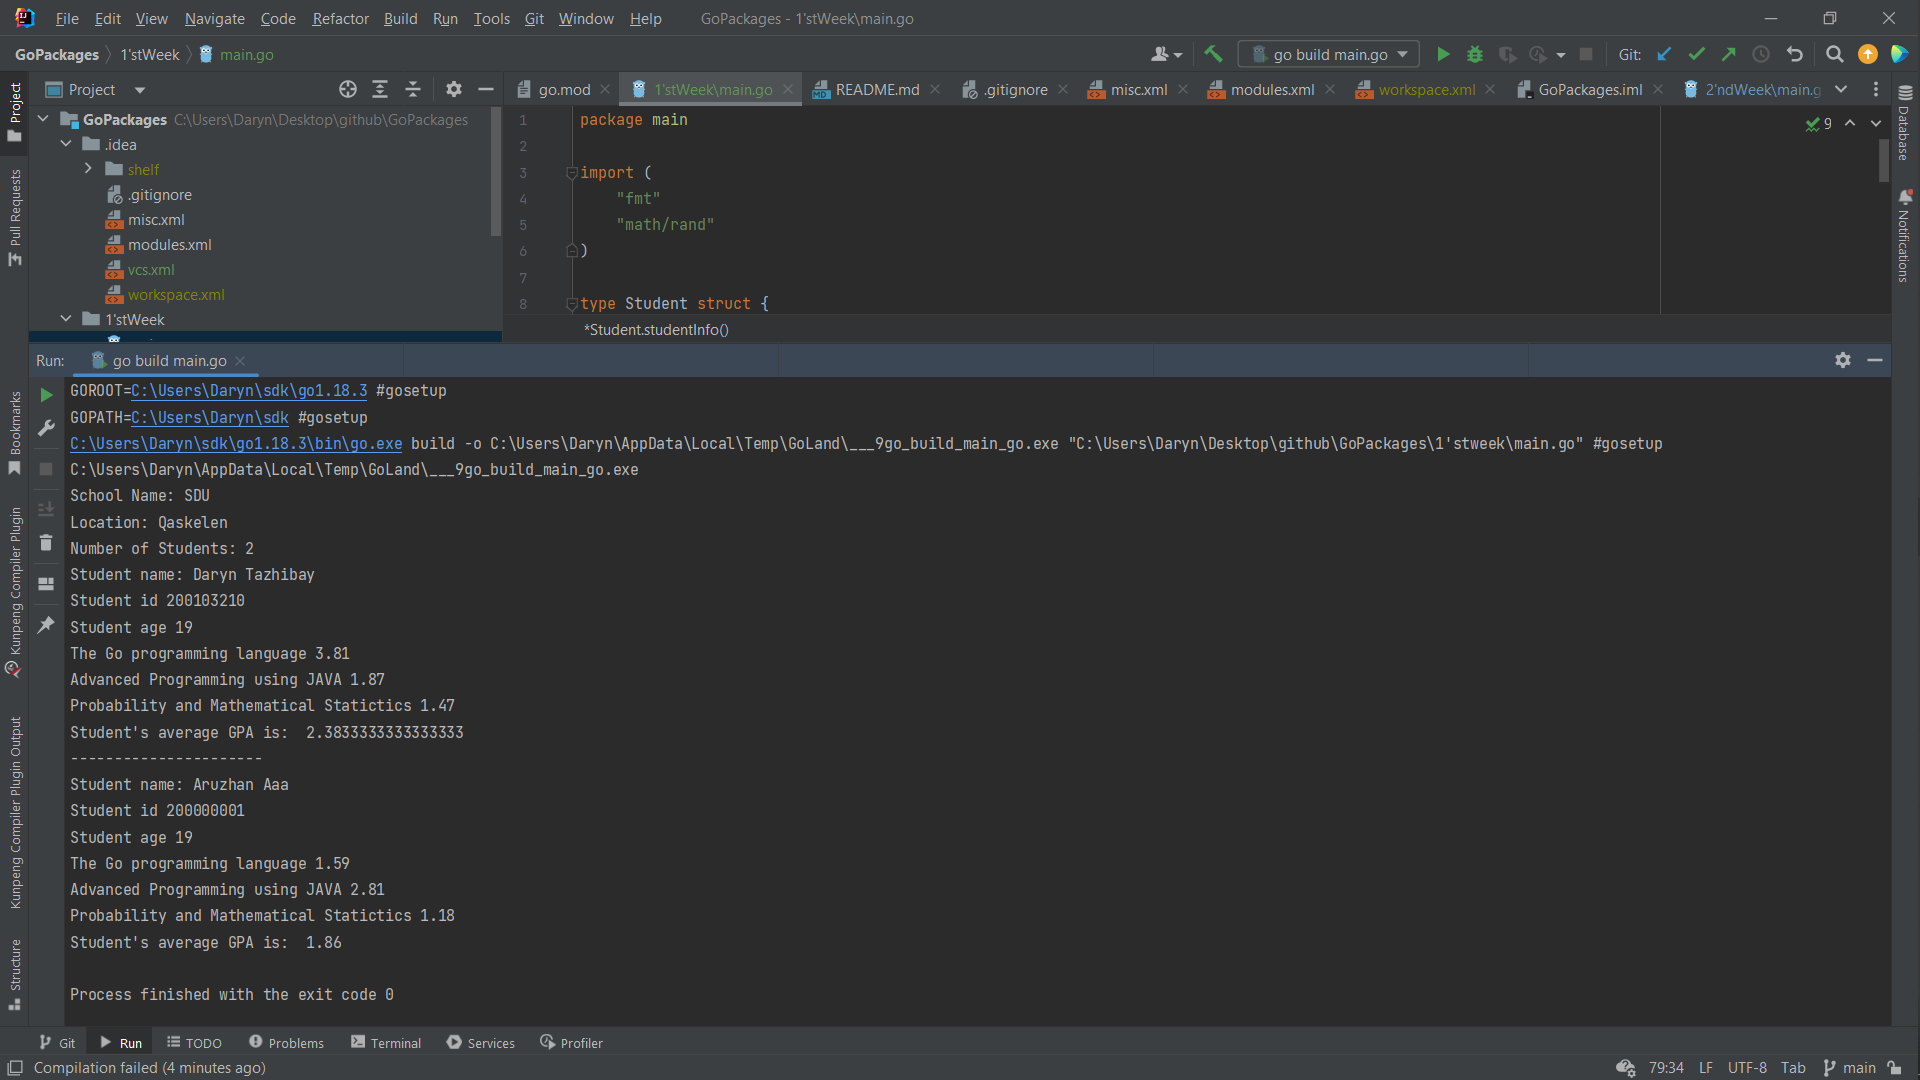 File Edit View Navigate Code Refactor Build Run Tools Git Window Help GoPackages - 1'stWeek\main.go
GoPackages 1'stWeek main.go go build main.go Git:
Project
go.mod 1'stWeek\main.go README.md .gitignore misc.xml modules.xml workspace.xml GoPackages.iml 2'ndWeek\main.g
GoPackages C:\Users\Daryn\Desktop\github\GoPackages
.idea
shelf
.gitignore
misc.xml
modules.xml
vcs.xml
workspace.xml
1'stWeek
1 package main
2
3 import (
4 "fmt"
5 "math/rand"
6 )
7
8 type Student struct {
*Student.studentInfo()
9
Project
Pull Requests
Bookmarks
Kunpeng Compiler Plugin
Kunpeng Compiler Plugin Output
Structure
Database
Notifications
Run: go build main.go
GOROOT=C:\Users\Daryn\sdk\go1.18.3 #gosetup
GOPATH=C:\Users\Daryn\sdk #gosetup
C:\Users\Daryn\sdk\go1.18.3\bin\go.exe build -o C:\Users\Daryn\AppData\Local\Temp\GoLand\___9go_build_main_go.exe "C:\Users\Daryn\Desktop\github\GoPackages\1'stweek\main.go" #gosetup
C:\Users\Daryn\AppData\Local\Temp\GoLand\___9go_build_main_go.exe
School Name: SDU
Location: Qaskelen
Number of Students: 2
Student name: Daryn Tazhibay
Student id 200103210
Student age 19
The Go programming language 3.81
Advanced Programming using JAVA 1.87
Probability and Mathematical Statictics 1.47
Student's average GPA is:  2.3833333333333333
----------------------
Student name: Aruzhan Aaa
Student id 200000001
Student age 19
The Go programming language 1.59
Advanced Programming using JAVA 2.81
Probability and Mathematical Statictics 1.18
Student's average GPA is:  1.86
Process finished with the exit code 0
Git Run TODO Problems Terminal Services Profiler
Compilation failed (4 minutes ago) 79:34 LF UTF-8 Tab main